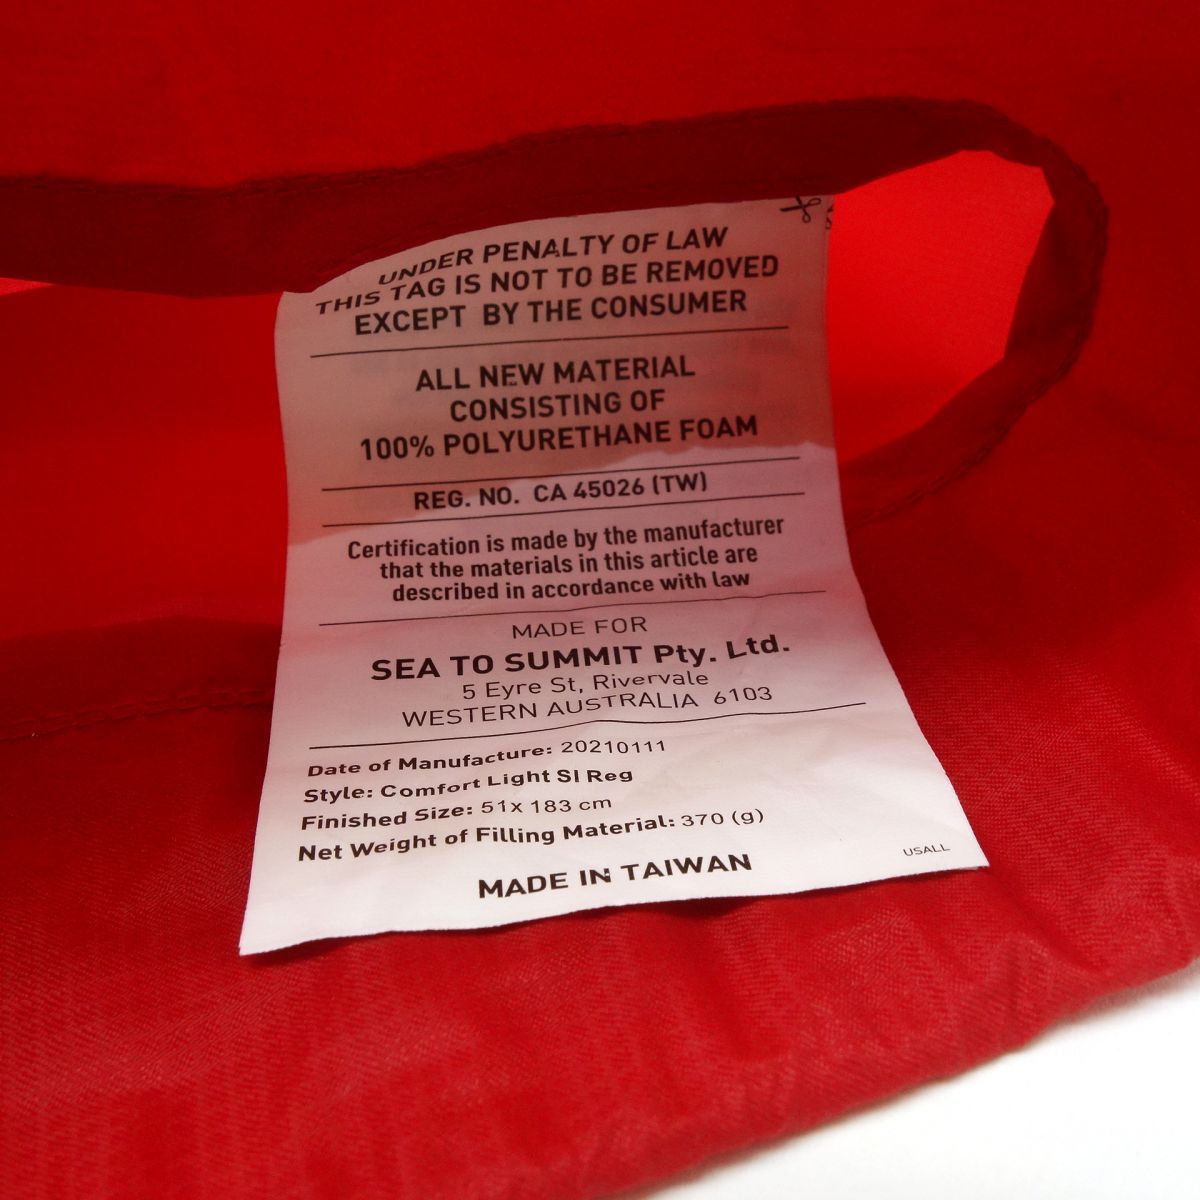 UNDER PENALTY OF LAW
THIS TAG IS NOT TO BE REMOVED
EXCEPT BY THE CONSUMER
ALL NEW MATERIAL
CONSISTING OF
100% POLYURETHANE FOAM
REG. NO. CA 45026 (TW)
Certification is made by the manufacturer
that the materials in this article are
described in accordance with law
MADE FOR
SEA TO SUMMIT Pty. Ltd.
5 Eyre St, Rivervale
WESTERN AUSTRALIA 6103
Date of Manufacture: 20210111
Style: Comfort Light SI Reg
Finished Size: 51x 183 cm
Net Weight of Filling Material: 370 (g)
MADE IN TAIWAN
USALL